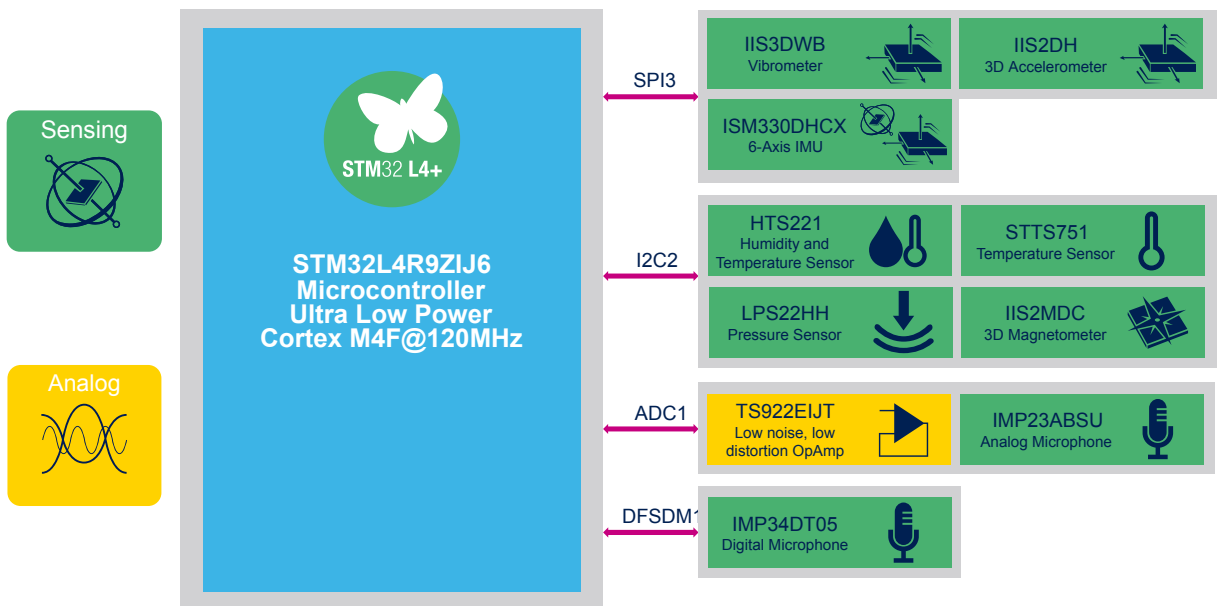 Sensing
Analog
STM32 L4+
STM32L4R9ZIJ6
Microcontroller
Ultra Low Power
Cortex M4F@120MHz
SPI3
IIS3DWB
Vibrometer
IIS2DH
3D Accelerometer
ISM330DHCX
6-Axis IMU
I2C2
HTS221
Humidity and
Temperature Sensor
STTS751
Temperature Sensor
LPS22HH
Pressure Sensor
IIS2MDC
3D Magnetometer
ADC1
TS922EIJT
Low noise, low
distortion OpAmp
IMP23ABSU
Analog Microphone
DFSDM1
IMP34DT05
Digital Microphone